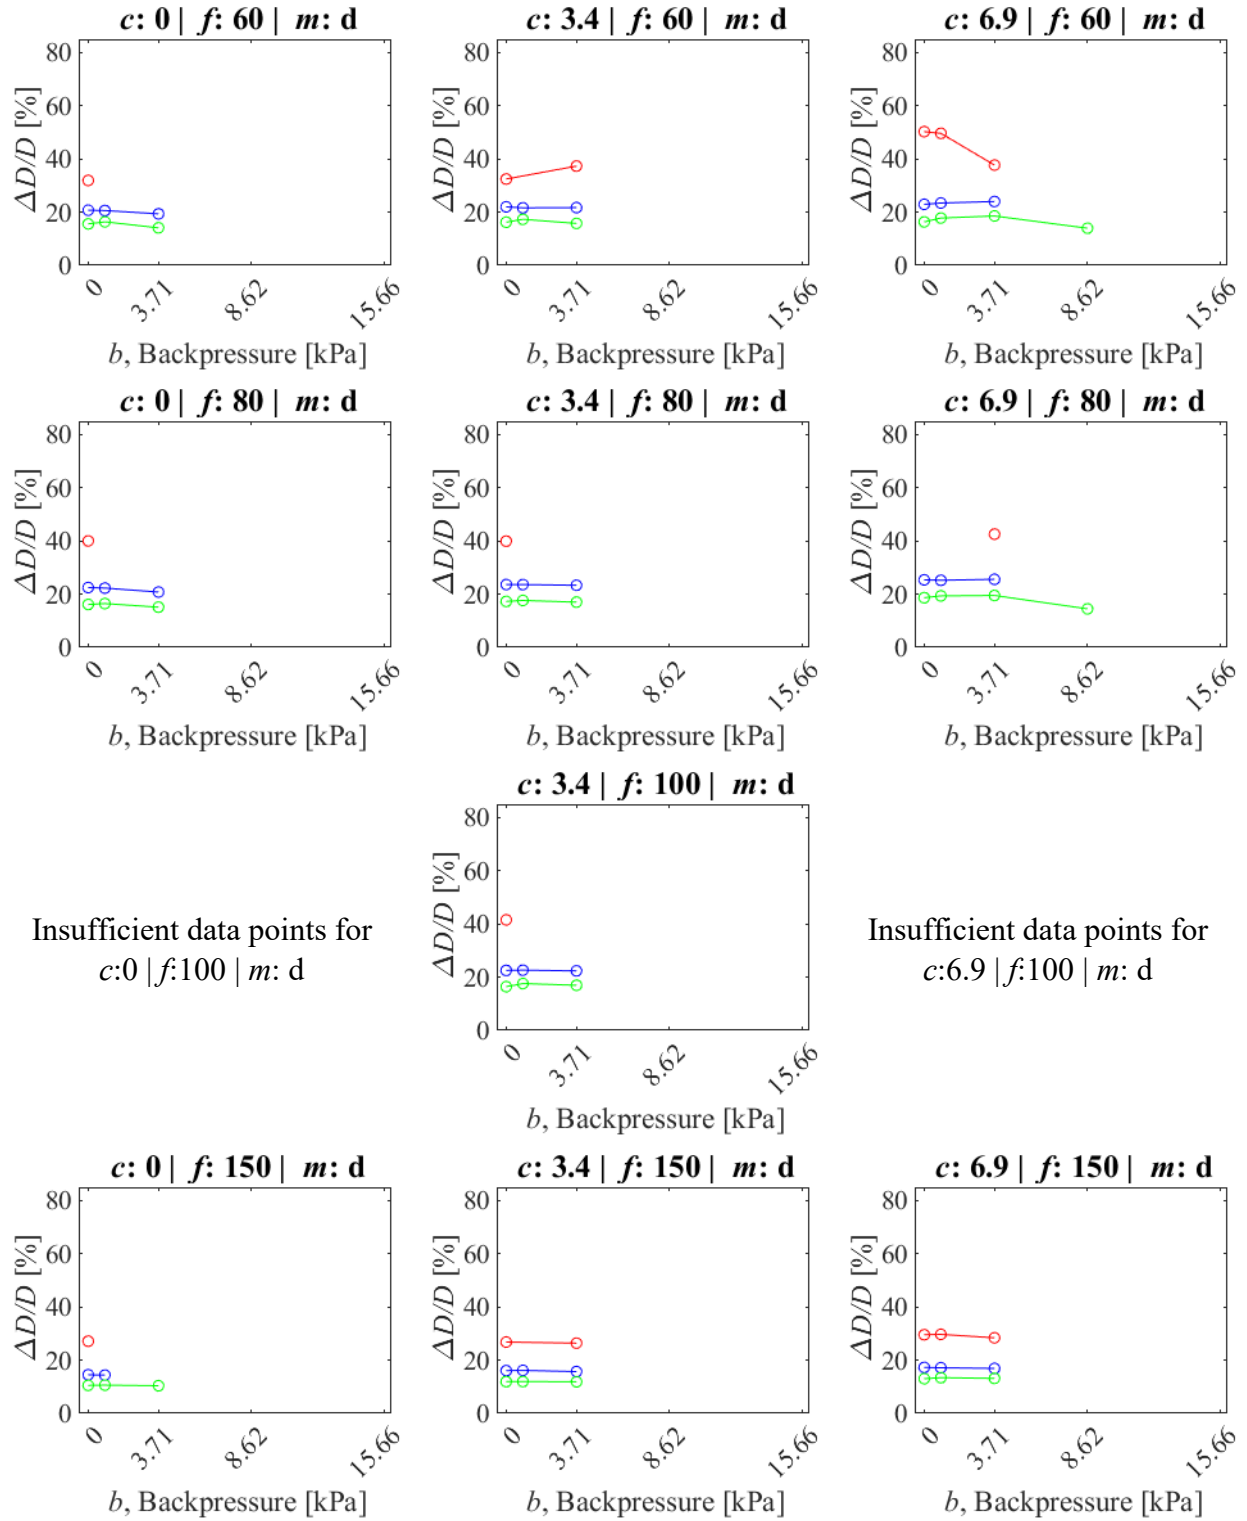 c: 0 | f: 60 | m: d
c: 3.4 | f: 60 | m: d
c: 6.9 | f: 60 | m: d
ΔD/D [%]
80
60
40
20
0
0
3.71
8.62
15.66
b, Backpressure [kPa]
ΔD/D [%]
80
60
40
20
0
0
3.71
8.62
15.66
b, Backpressure [kPa]
ΔD/D [%]
80
60
40
20
0
0
3.71
8.62
15.66
b, Backpressure [kPa]
c: 0 | f: 80 | m: d
c: 3.4 | f: 80 | m: d
c: 6.9 | f: 80 | m: d
ΔD/D [%]
80
60
40
20
0
0
3.71
8.62
15.66
b, Backpressure [kPa]
ΔD/D [%]
80
60
40
20
0
0
3.71
8.62
15.66
b, Backpressure [kPa]
ΔD/D [%]
80
60
40
20
0
0
3.71
8.62
15.66
b, Backpressure [kPa]
Insufficient data points for
c:0 | f:100 | m: d
c: 3.4 | f: 100 | m: d
ΔD/D [%]
80
60
40
20
0
0
3.71
8.62
15.66
b, Backpressure [kPa]
Insufficient data points for
c:6.9 | f:100 | m: d
c: 0 | f: 150 | m: d
c: 3.4 | f: 150 | m: d
c: 6.9 | f: 150 | m: d
ΔD/D [%]
80
60
40
20
0
0
3.71
8.62
15.66
b, Backpressure [kPa]
ΔD/D [%]
80
60
40
20
0
0
3.71
8.62
15.66
b, Backpressure [kPa]
ΔD/D [%]
80
60
40
20
0
0
3.71
8.62
15.66
b, Backpressure [kPa]